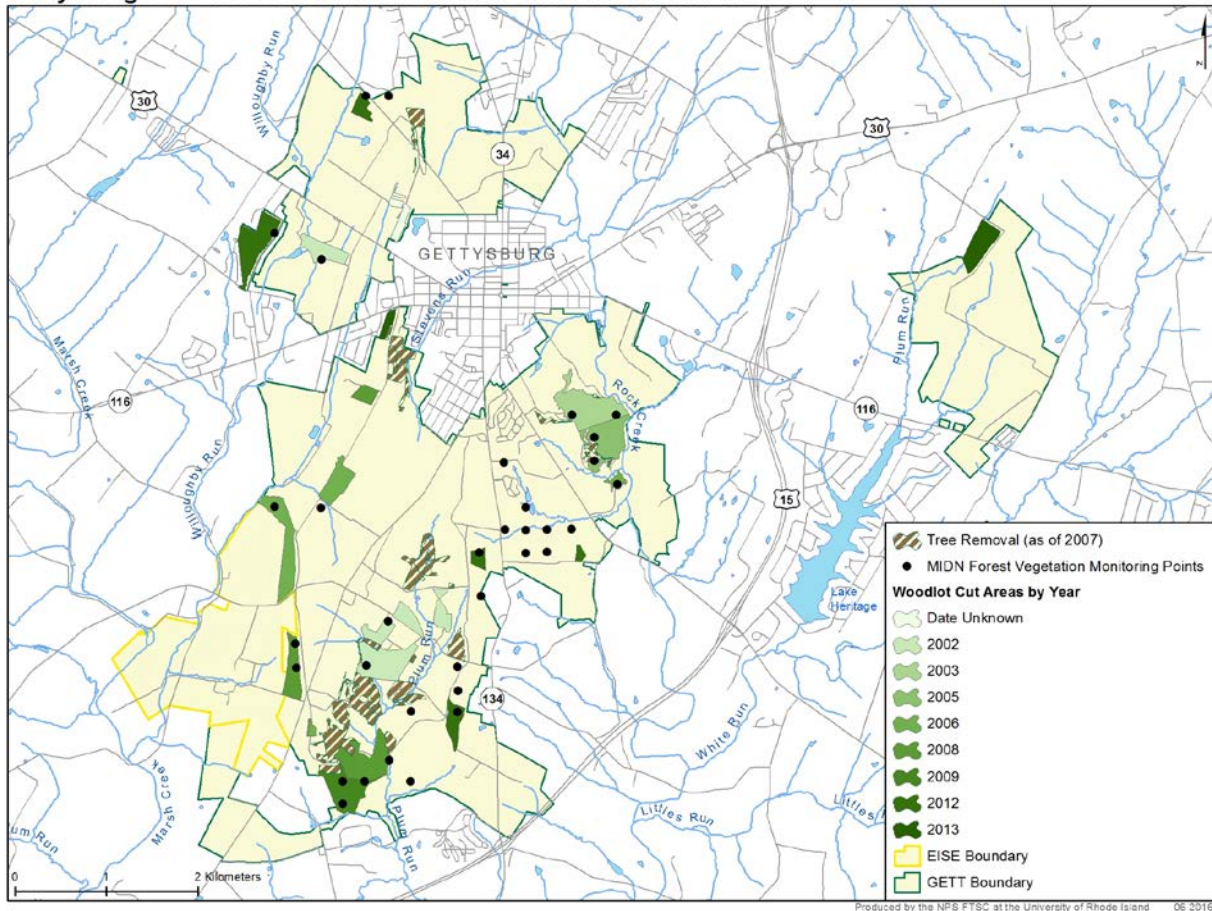 30
Willoughby Run
34
30
GETTYSBURG
Stevens Run
Marsh Creek
116
Rock Creek
Plum Run
116
Willoughby Run
15
Lake Heritage
Plum Run
134
White Run
Marsh Creek
Plum Run
Littles Run
Littles
um Run
0 1 2 Kilometers
N
Tree Removal (as of 2007)
MIDN Forest Vegetation Monitoring Points
Woodlot Cut Areas by Year
Date Unknown
2002
2003
2005
2006
2008
2009
2012
2013
EISE Boundary
GETT Boundary
Produced by the NPS FTSC at the University of Rhode Island 06 2016